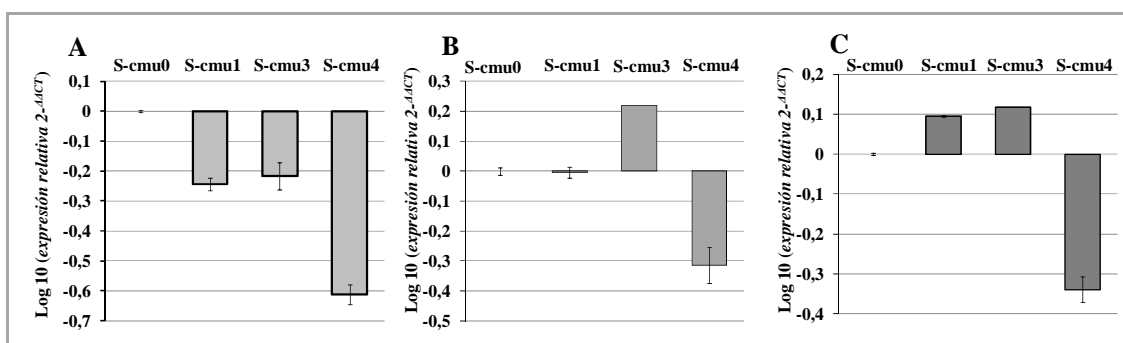 A
S-cmu0 S-cmu1 S-cmu3 S-cmu4
Log 10 (expresión relativa 2-ΔΔCT)
0,1
0
-0,1
-0,2
-0,3
-0,4
-0,5
-0,6
-0,7
B
S-cmu0 S-cmu1 S-cmu3 S-cmu4
Log 10 (expresión relativa 2-ΔΔCT)
0,3
0,2
0,1
0
-0,1
-0,2
-0,3
-0,4
-0,5
C
S-cmu0 S-cmu1 S-cmu3 S-cmu4
Log 10 (expresión relativa 2-ΔΔCT)
0,2
0,1
0
-0,1
-0,2
-0,3
-0,4